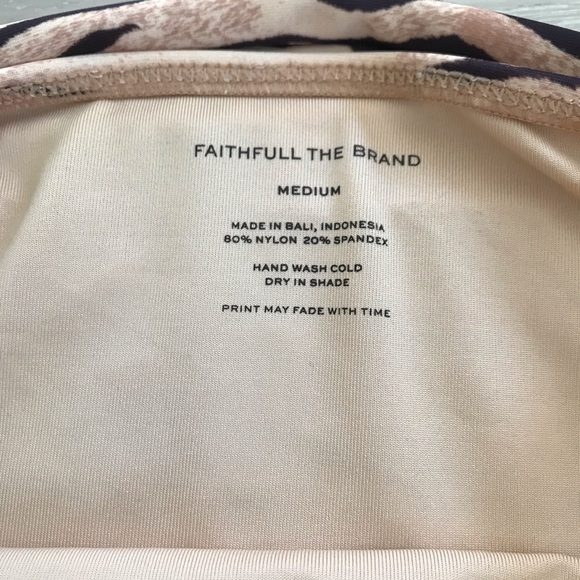 FAITHFULL THE BRAND
MEDIUM
MADE IN BALI, INDONESIA
80% NYLON 20% SPANDEX
HAND WASH COLD
DRY IN SHADE
PRINT MAY FADE WITH TIME